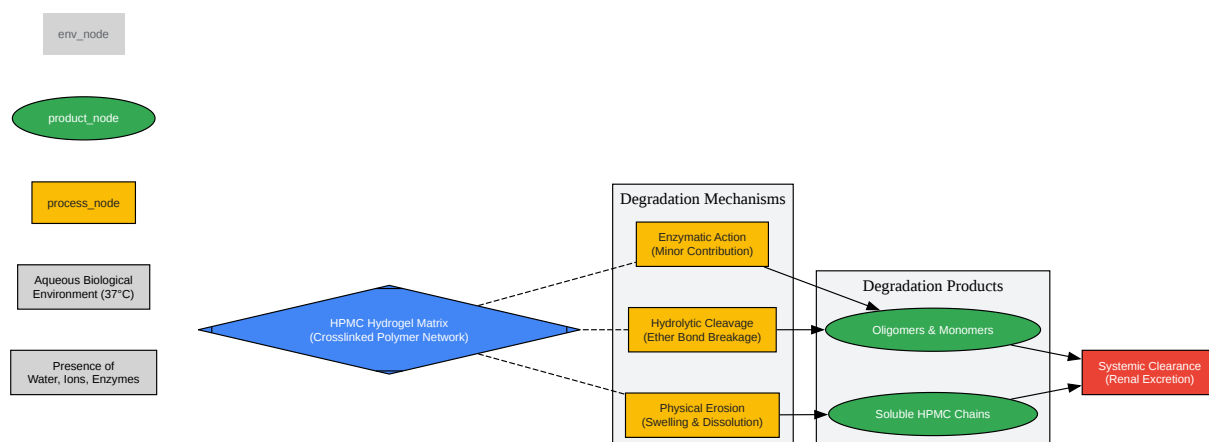 env_node
product_node
process_node
Aqueous Biological
Environment (37°C)
Presence of
Water, Ions, Enzymes
HPMC Hydrogel Matrix
(Crosslinked Polymer Network)
Degradation Mechanisms
Enzymatic Action
(Minor Contribution)
Hydrolytic Cleavage
(Ether Bond Breakage)
Physical Erosion
(Swelling & Dissolution)
Degradation Products
Oligomers & Monomers
Soluble HPMC Chains
Systemic Clearance
(Renal Excretion)